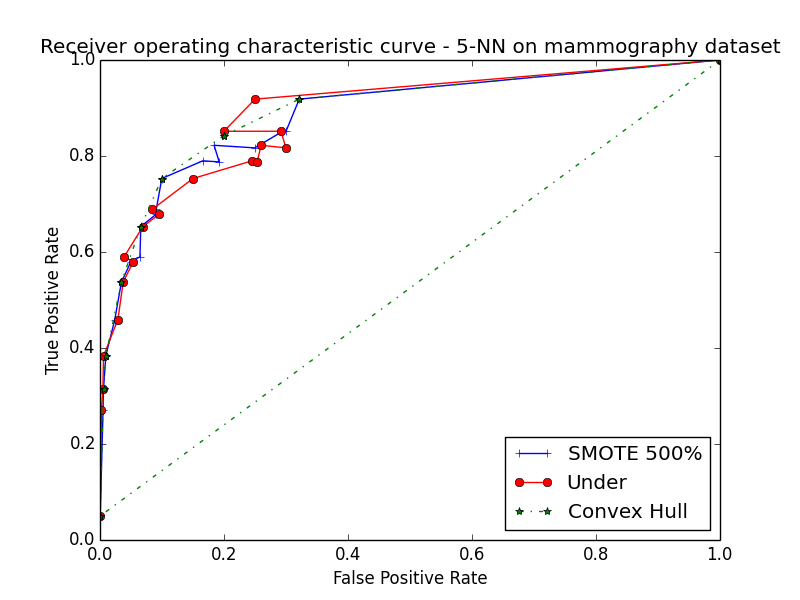 Receiver operating characteristic curve - 5-NN on mammography dataset
1.0
0.8
0.6
0.4
0.2
0.0
True Positive Rate
0.0 0.2 0.4 0.6 0.8 1.0
False Positive Rate
SMOTE 500%
Under
Convex Hull